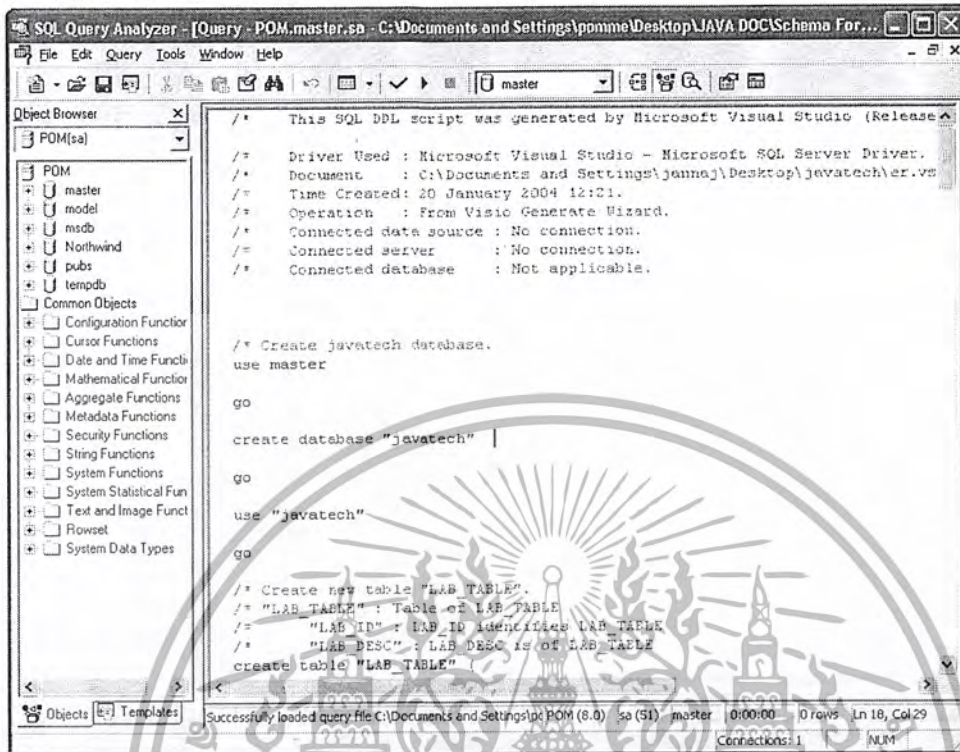 SQL Query Analyzer - [Query - POM.master.sa - C:\Documents and Settings\pomme\Desktop\JAVA DOC\Schema For...
File Edit Query Tools Window Help
master
Object Browser
POM(sa)
POM
master
model
msdb
Northwind
pubs
tempdb
Common Objects
Configuration Function
Cursor Functions
Date and Time Functi
Mathematical Function
Aggregate Functions
Metadata Functions
Security Functions
String Functions
System Functions
System Statistical Fun
Text and Image Funct
Rowset
System Data Types
Objects Templates
/* This SQL DDL script was generated by Microsoft Visual Studio (Release
/* Driver Used : Microsoft Visual Studio - Microsoft SQL Server Driver.
/* Document : C:\Documents and Settings\jannaj\Desktop\javatech\er.vs
/* Time Created: 20 January 2004 12:21.
/* Operation : From Visio Generate Wizard.
/* Connected data source : No connection.
/* Connected server : No connection.
/* Connected database : Not applicable.
/* Create javatech database.
use master
go
create database "javatech"
go
use "javatech"
go
/* Create new table "LAB_TABLE".
/* "LAB_TABLE" : Table of LAB_TABLE
/* "LAB_ID" : LAB_ID identifies LAB_TABLE
/* "LAB_DESC" : LAB_DESC is of LAB_TABLE
create table "LAB_TABLE" (
Successfully loaded query file C:\Documents and Settings\pc POM (8.0) sa (51) master 0:00:00 0 rows Ln 18, Col 29
Connections: 1 NUM